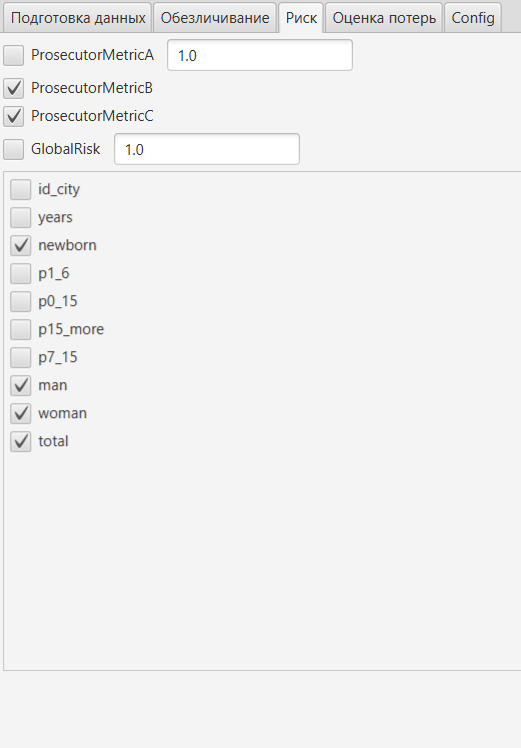 Подготовка данных Обезличивание Риск Оценка потерь Config
ProsecutorMetricA 1.0
ProsecutorMetricB
ProsecutorMetricC
GlobalRisk 1.0
id_city
years
newborn
p1_6
p0_15
p15_more
p7_15
man
woman
total